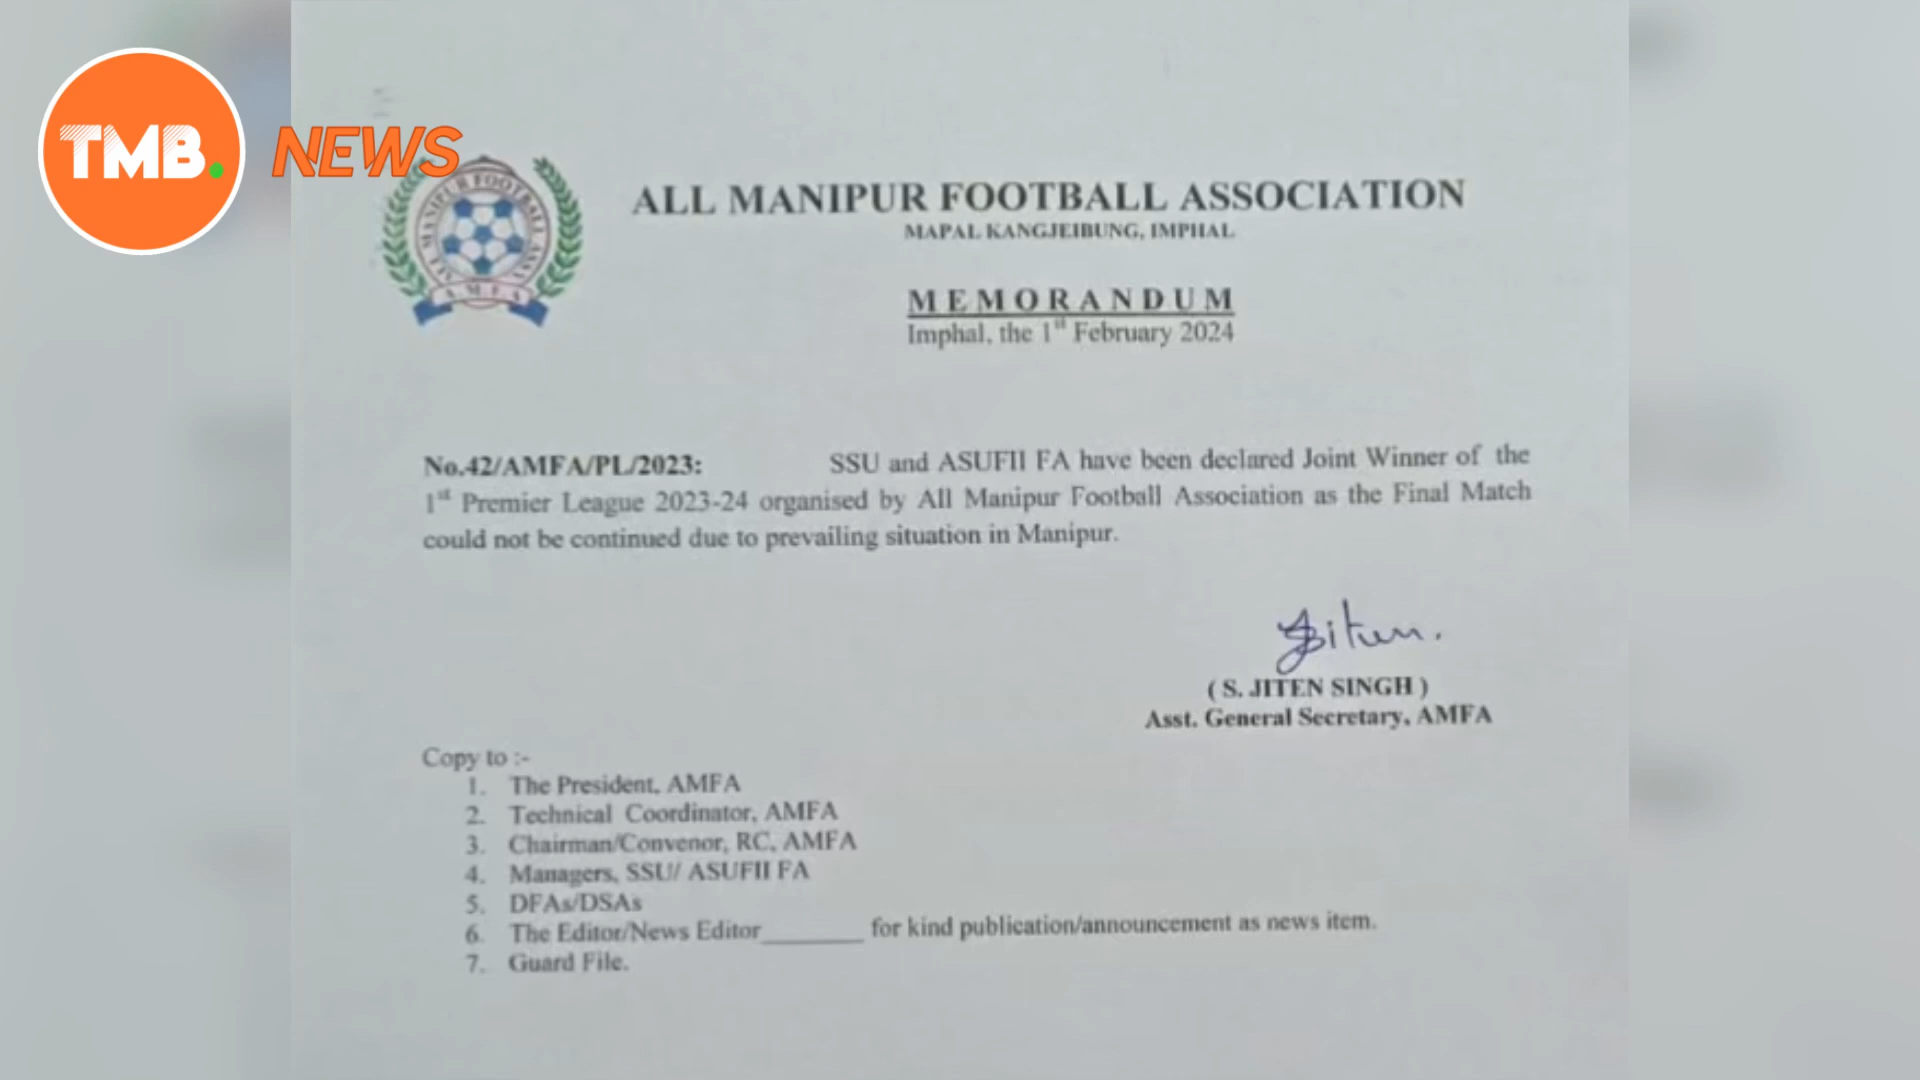 TMB. NEWS
ALL MANIPUR FOOTBALL ASSN
A M F A
ALL MANIPUR FOOTBALL ASSOCIATION
MAPAL KANGJEIBUNG, IMPHAL
MEMORANDUM
Imphal, the 1st February 2024
No.42/AMFA/PL/2023: SSU and ASUFII FA have been declared Joint Winner of the
1st Premier League 2023-24 organised by All Manipur Football Association as the Final Match
could not be continued due to prevailing situation in Manipur.
Jiten.
( S. JITEN SINGH )
Asst. General Secretary, AMFA
Copy to :-
1. The President, AMFA
2. Technical Coordinator, AMFA
3. Chairman/Convenor, RC, AMFA
4. Managers, SSU/ ASUFII FA
5. DFAs/DSAs
6. The Editor/News Editor________ for kind publication/announcement as news item.
7. Guard File.